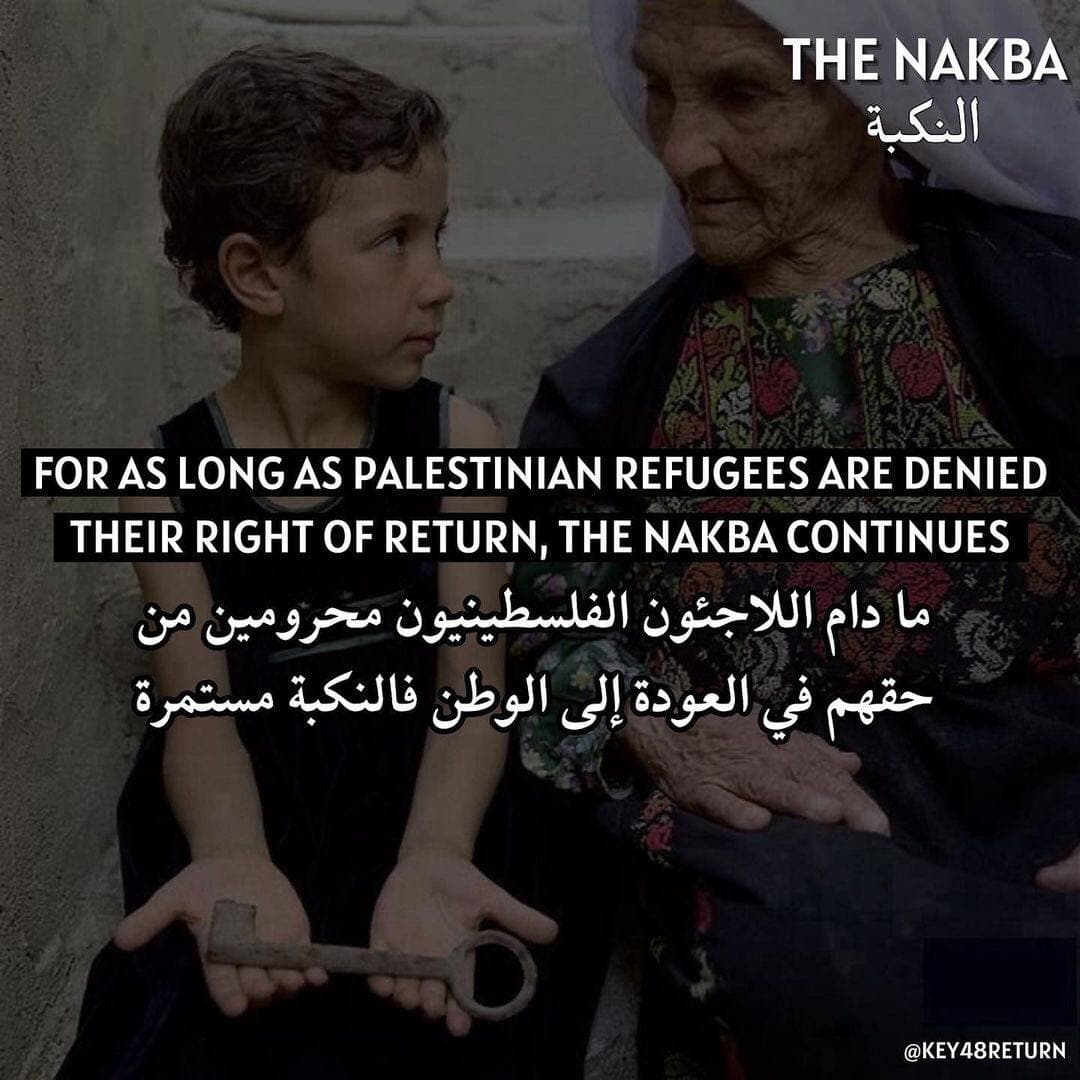 THE NAKBA
النكبة
FOR AS LONG AS PALESTINIAN REFUGEES ARE DENIED
THEIR RIGHT OF RETURN, THE NAKBA CONTINUES
ما دام اللاجئون الفلسطينيون محرومين من
حقهم في العودة إلى الوطن فالنكبة مستمرة
@KEY48RETURN